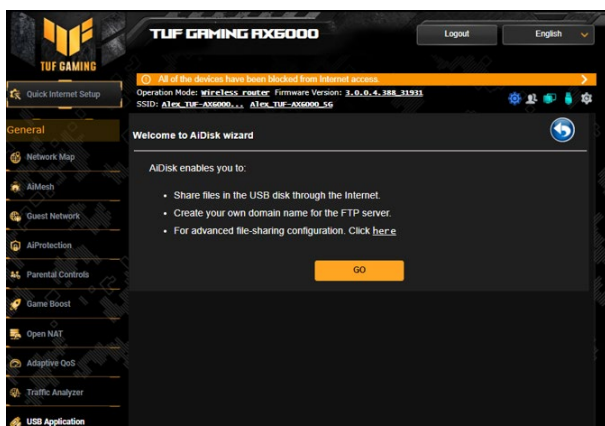 TUF GAMING AX6000
Logout
English
TUF GAMING
All of the devices have been blocked from Internet access.
Quick Internet Setup
Operation Mode: Wireless router Firmware Version: 3.0.0.4.388_31931
SSID: Alex_TUF-AX6000... Alex_TUF-AX6000_5G
General
Welcome to AiDisk wizard
Network Map
AiDisk enables you to:
AiMesh
• Share files in the USB disk through the Internet.
Guest Network
• Create your own domain name for the FTP server.
• For advanced file-sharing configuration. Click here
AiProtection
Parental Controls
GO
Game Boost
Open NAT
Adaptive QoS
Traffic Analyzer
USB Application